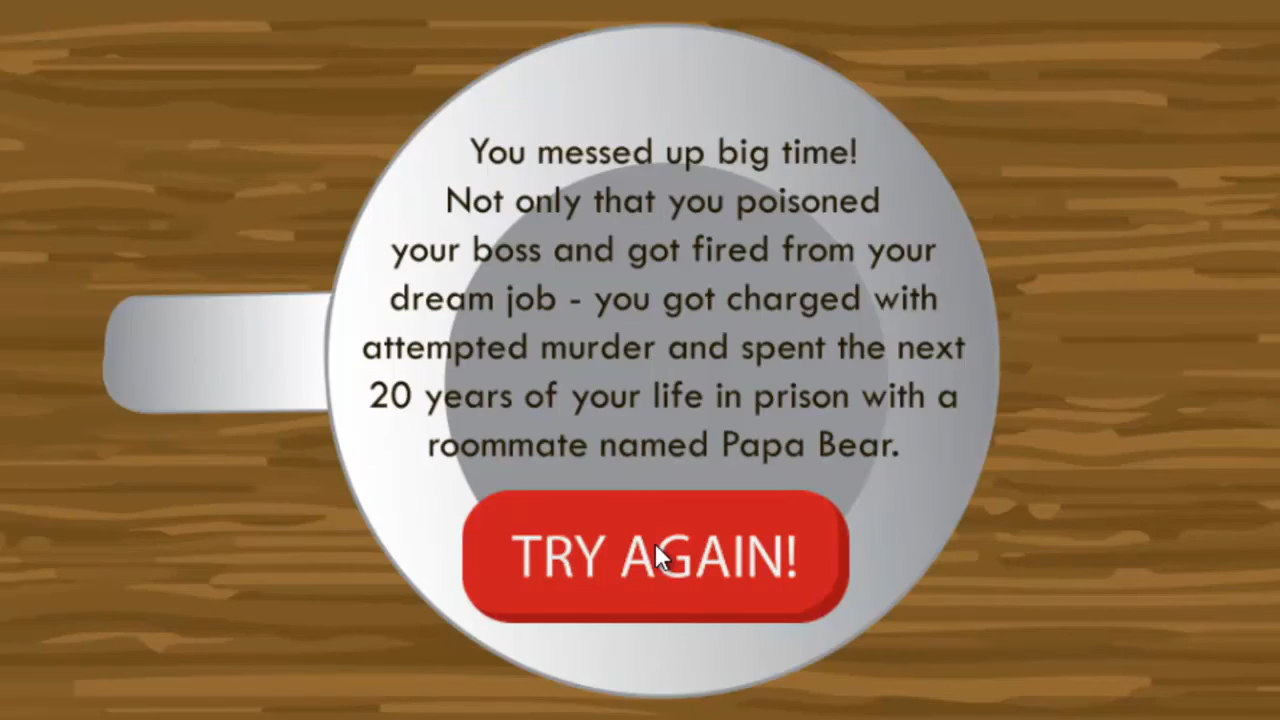 You messed up big time!
Not only that you poisoned
your boss and got fired from your
dream job - you got charged with
attempted murder and spent the next
20 years of your life in prison with a
roommate named Papa Bear.
TRY AGAIN!